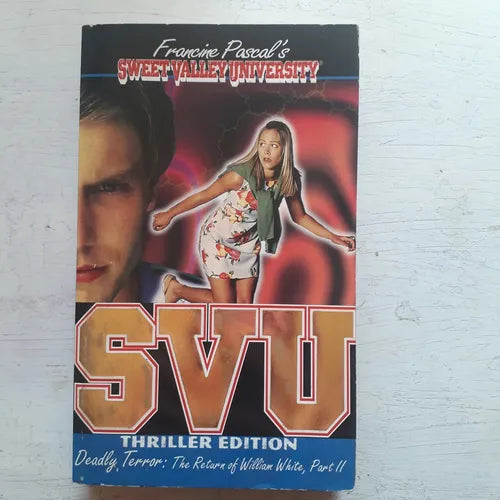 Francine Pascal's
SWEET VALLEY UNIVERSITY
SVU
THRILLER EDITION
Deadly Terror: The Return of William White, Part II